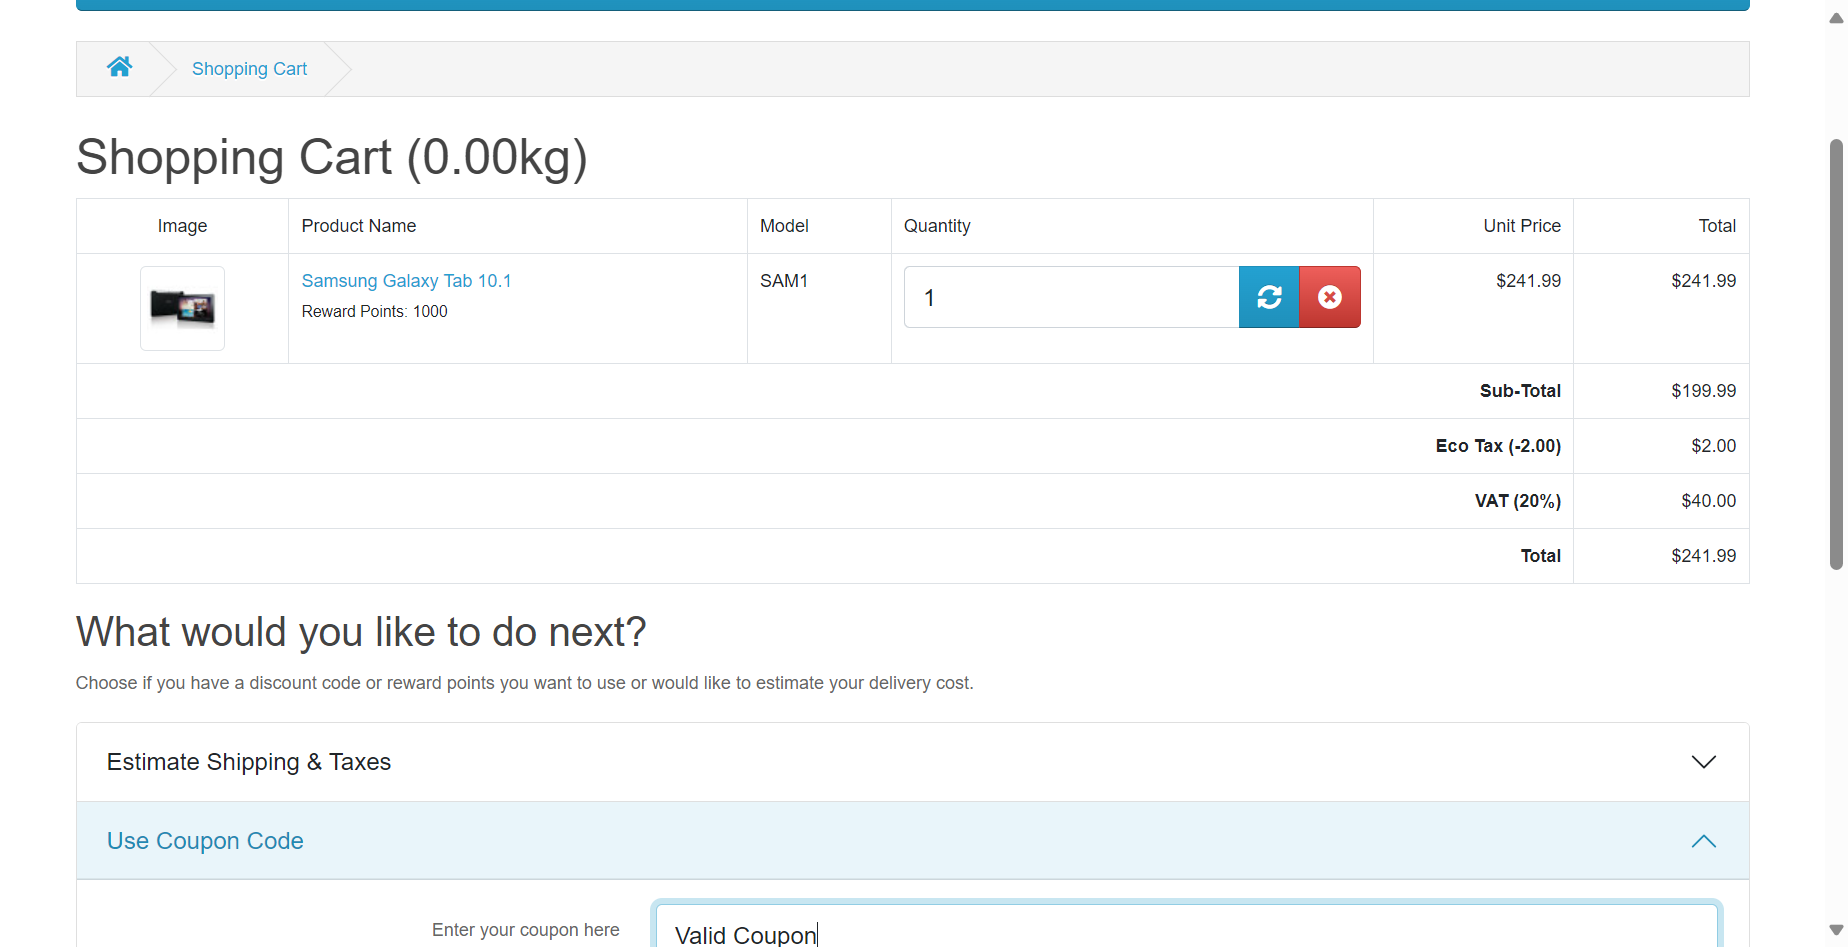 Shopping Cart
Shopping Cart (0.00kg)
Image Product Name Model Quantity Unit Price Total
Samsung Galaxy Tab 10.1 SAM1 1 $241.99 $241.99
Reward Points: 1000
Sub-Total $199.99
Eco Tax (-2.00) $2.00
VAT (20%) $40.00
Total $241.99
What would you like to do next?
Choose if you have a discount code or reward points you want to use or would like to estimate your delivery cost.
Estimate Shipping & Taxes
Use Coupon Code
Enter your coupon here Valid Coupon